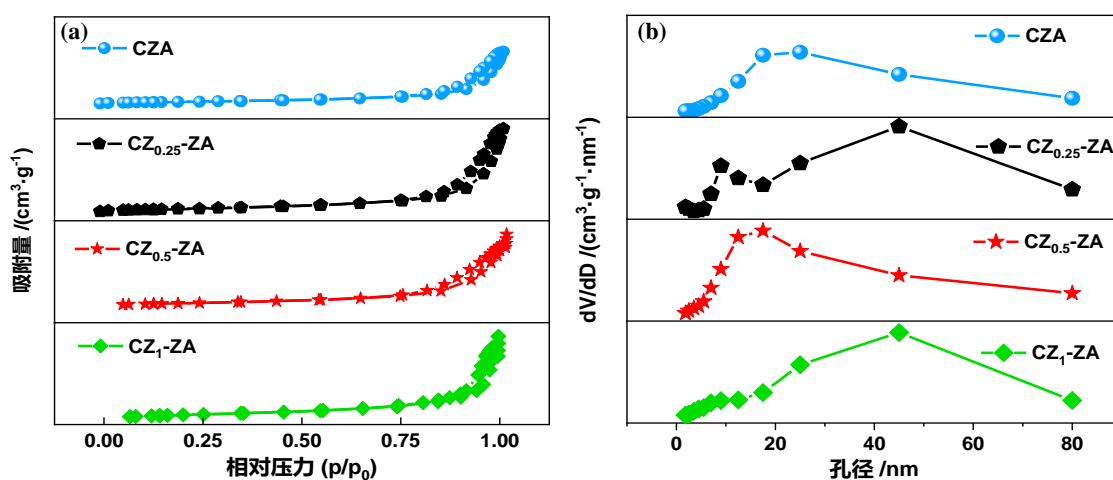 (a)
CZA
CZ0.25-ZA
CZ0.5-ZA
CZ1-ZA
吸附量 /(cm3·g-1)
0.00 0.25 0.50 0.75 1.00
相对压力 (p/p0)
(b)
CZA
CZ0.25-ZA
CZ0.5-ZA
CZ1-ZA
dV/dD /(cm3·g-1·nm-1)
0 20 40 60 80
孔径 /nm